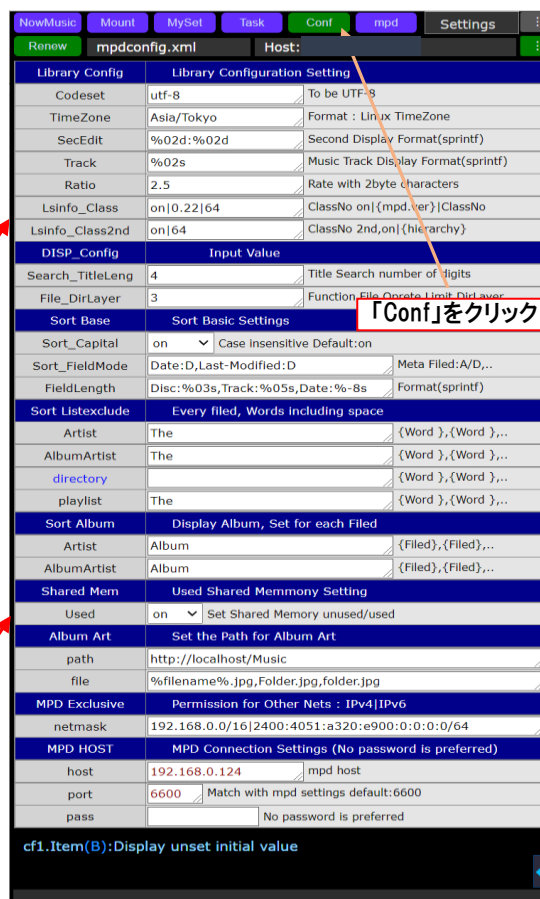 NowMusic Mount MySet Task Conf mpd Settings
Renew mpdconfig.xml Host:
Library Config Library Configuration Setting
Codeset utf-8 To be UTF-8
TimeZone Asia/Tokyo Format : Linux TimeZone
SecEdit %02d:%02d Second Display Format(sprintf)
Track %02s Music Track Display Format(sprintf)
Ratio 2.5 Rate with 2byte characters
Lsinfo_Class on|0.22|64 ClassNo on|{mpd.ver}|ClassNo
Lsinfo_Class2nd on|64 ClassNo 2nd,on|{hierarchy}
DISP_Config Input Value
Search_TitleLeng 4 Title Search number of digits
File_DirLayer 3 Function File Oprete Limit DirLayer
「Conf」をクリック
Sort Base Sort Basic Settings
Sort_Capital on Case insensitive Default:on
Sort_FieldMode Date:D,Last-Modified:D Meta Filed:A/D,..
FieldLength Disc:%03s,Track:%05s,Date:%-8s Format(sprintf)
Sort Listexclude Every filed, Words including space
Artist The {Word },{Word },..
AlbumArtist The {Word },{Word },..
directory {Word },{Word },..
playlist The {Word },{Word },..
Sort Album Display Album, Set for each Filed
Artist Album {Filed},{Filed},..
AlbumArtist Album {Filed},{Filed},..
Shared Mem Used Shared Memmony Setting
Used on Set Shared Memory unused/used
Album Art Set the Path for Album Art
path http://localhost/Music
file %filename%.jpg,Folder.jpg,folder.jpg
MPD Exclusive Permission for Other Nets : IPv4|IPv6
netmask 192.168.0.0/16|2400:4051:a320:e900:0:0:0:0/64
MPD HOST MPD Connection Settings (No password is preferred)
host 192.168.0.124 mpd host
port 6600 Match with mpd settings default:6600
pass No password is preferred
cf1.Item(B):Display unset initial value